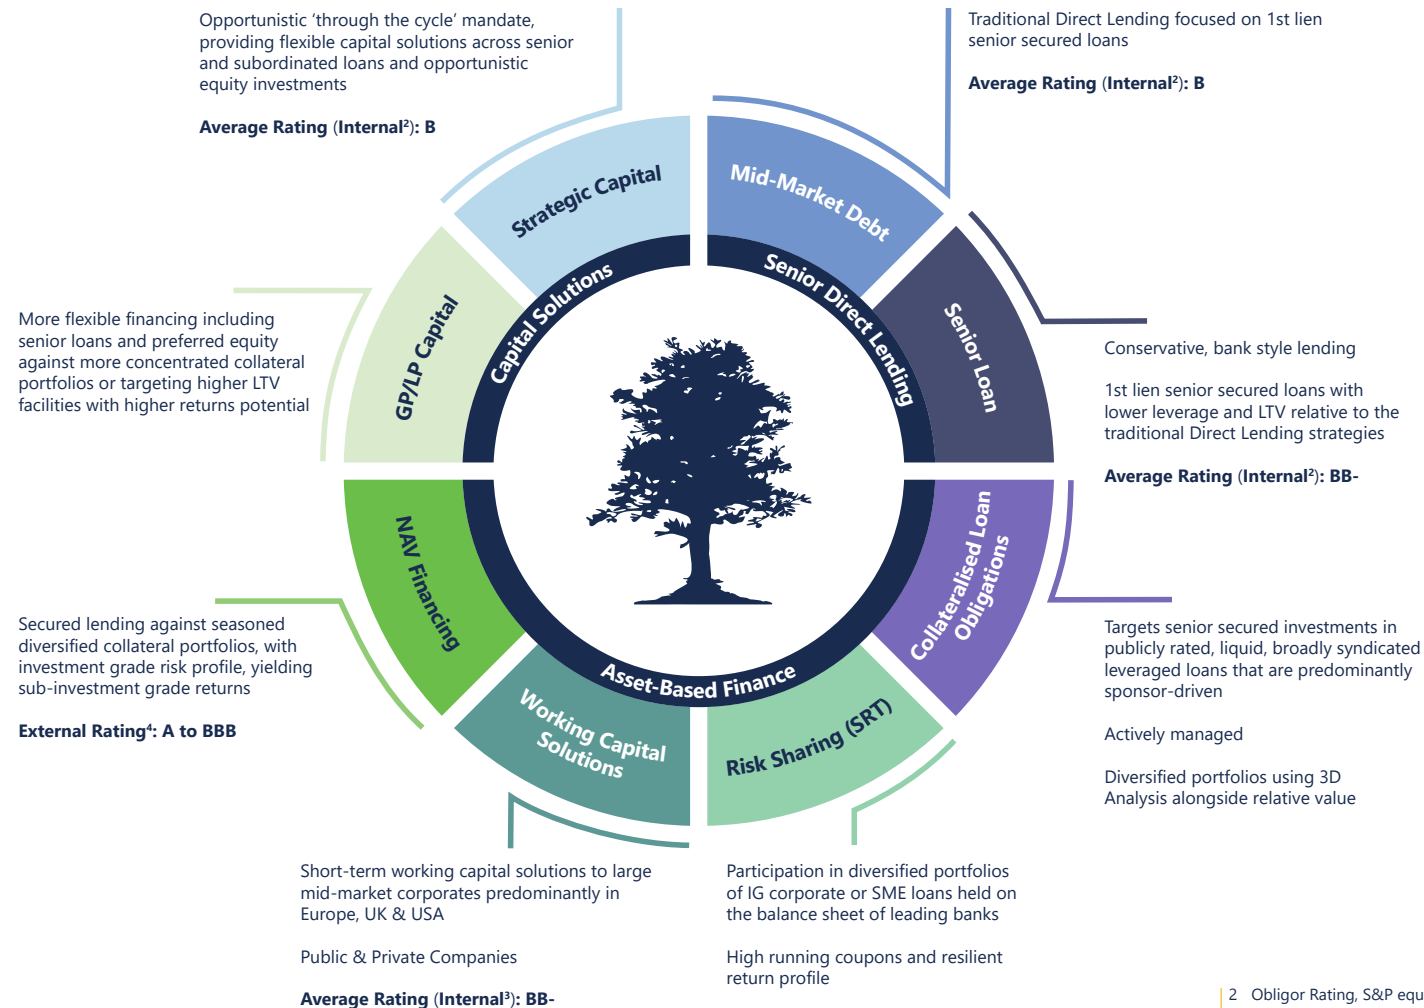 Opportunistic ‘through the cycle’ mandate,
providing flexible capital solutions across senior
and subordinated loans and opportunistic
equity investments
Average Rating (Internal²): B
Traditional Direct Lending focused on 1st lien
senior secured loans
Average Rating (Internal²): B
Strategic Capital
Mid-Market Debt
Capital Solutions
Senior Direct Lending
GP/LP Capital
Senior Loan
More flexible financing including
senior loans and preferred equity
against more concentrated collateral
portfolios or targeting higher LTV
facilities with higher returns potential
Conservative, bank style lending
1st lien senior secured loans with
lower leverage and LTV relative to the
traditional Direct Lending strategies
Average Rating (Internal²): BB-
NAV Financing
Collateralised Loan
Obligations
Secured lending against seasoned
diversified collateral portfolios, with
investment grade risk profile, yielding
sub-investment grade returns
External Rating⁴: A to BBB
Targets senior secured investments in
publicly rated, liquid, broadly syndicated
leveraged loans that are predominantly
sponsor-driven
Actively managed
Diversified portfolios using 3D
Analysis alongside relative value
Asset-Based Finance
Working Capital
Solutions
Risk Sharing (SRT)
Short-term working capital solutions to large
mid-market corporates predominantly in
Europe, UK & USA
Public & Private Companies
Average Rating (Internal³): BB-
Participation in diversified portfolios
of IG corporate or SME loans held on
the balance sheet of leading banks
High running coupons and resilient
return profile
2 Obligor Rating, S&P equ